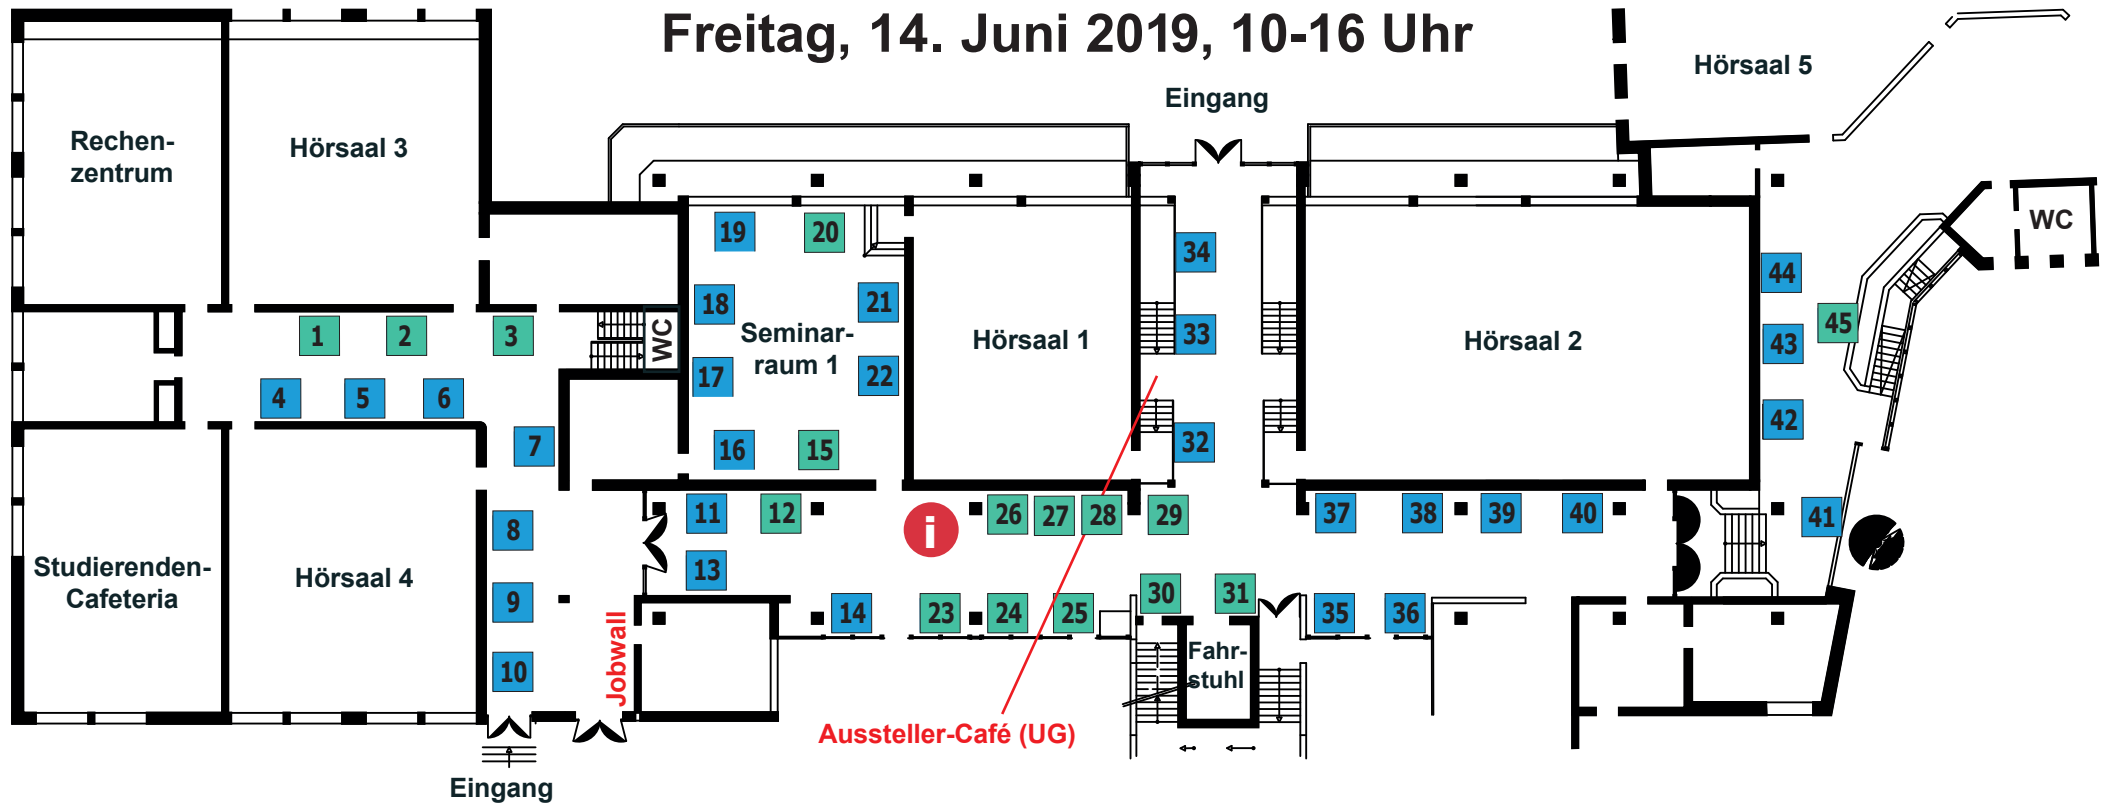 Freitag, 14. Juni 2019, 10-16 Uhr
Hörsaal 5
Eingang
Rechen-
zentrum
Hörsaal 3
WC
19
20
34
44
18
21
45
1
2
3
WC
Seminar-
raum 1
Hörsaal 1
33
Hörsaal 2
43
17
22
4
5
6
7
16
15
32
42
8
11
12
i
26
27
28
29
37
38
39
40
41
Studierenden-
Cafeteria
Hörsaal 4
13
9
14
23
24
25
30
31
35
36
10
Jobwall
Fahr-
stuhl
Aussteller-Café (UG)
Eingang